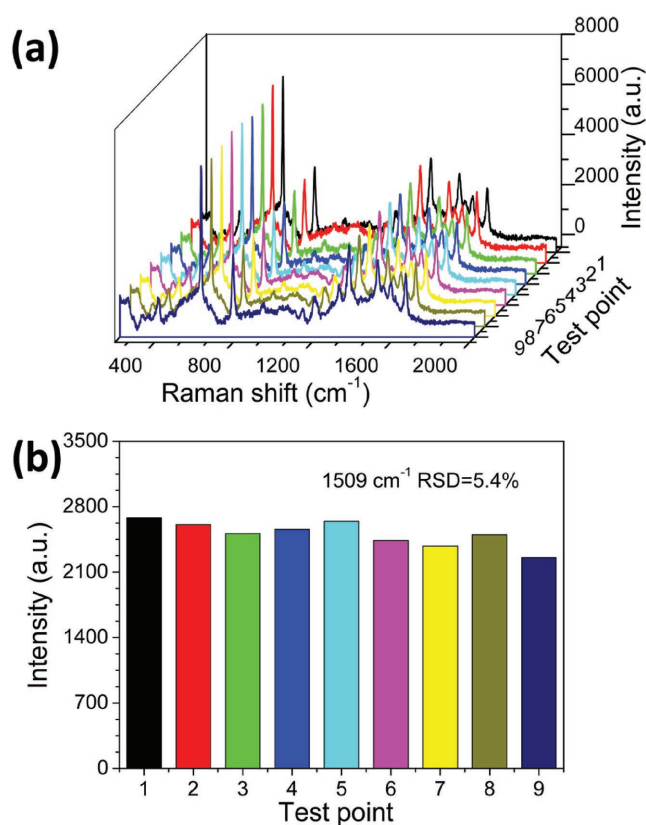 (a)
8000
6000
4000
2000
0
Intensity (a.u.)
9 8 7 6 5 4 3 2 1
Test point
400 800 1200 1600 2000
Raman shift (cm⁻¹)
(b)
3500
2800
2100
1400
700
0
Intensity (a.u.)
1509 cm⁻¹ RSD=5.4%
1 2 3 4 5 6 7 8 9
Test point